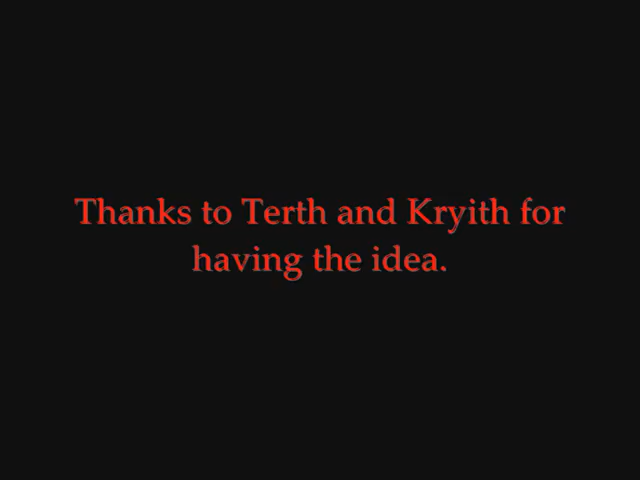 Thanks to Terth and Kryith for
having the idea.